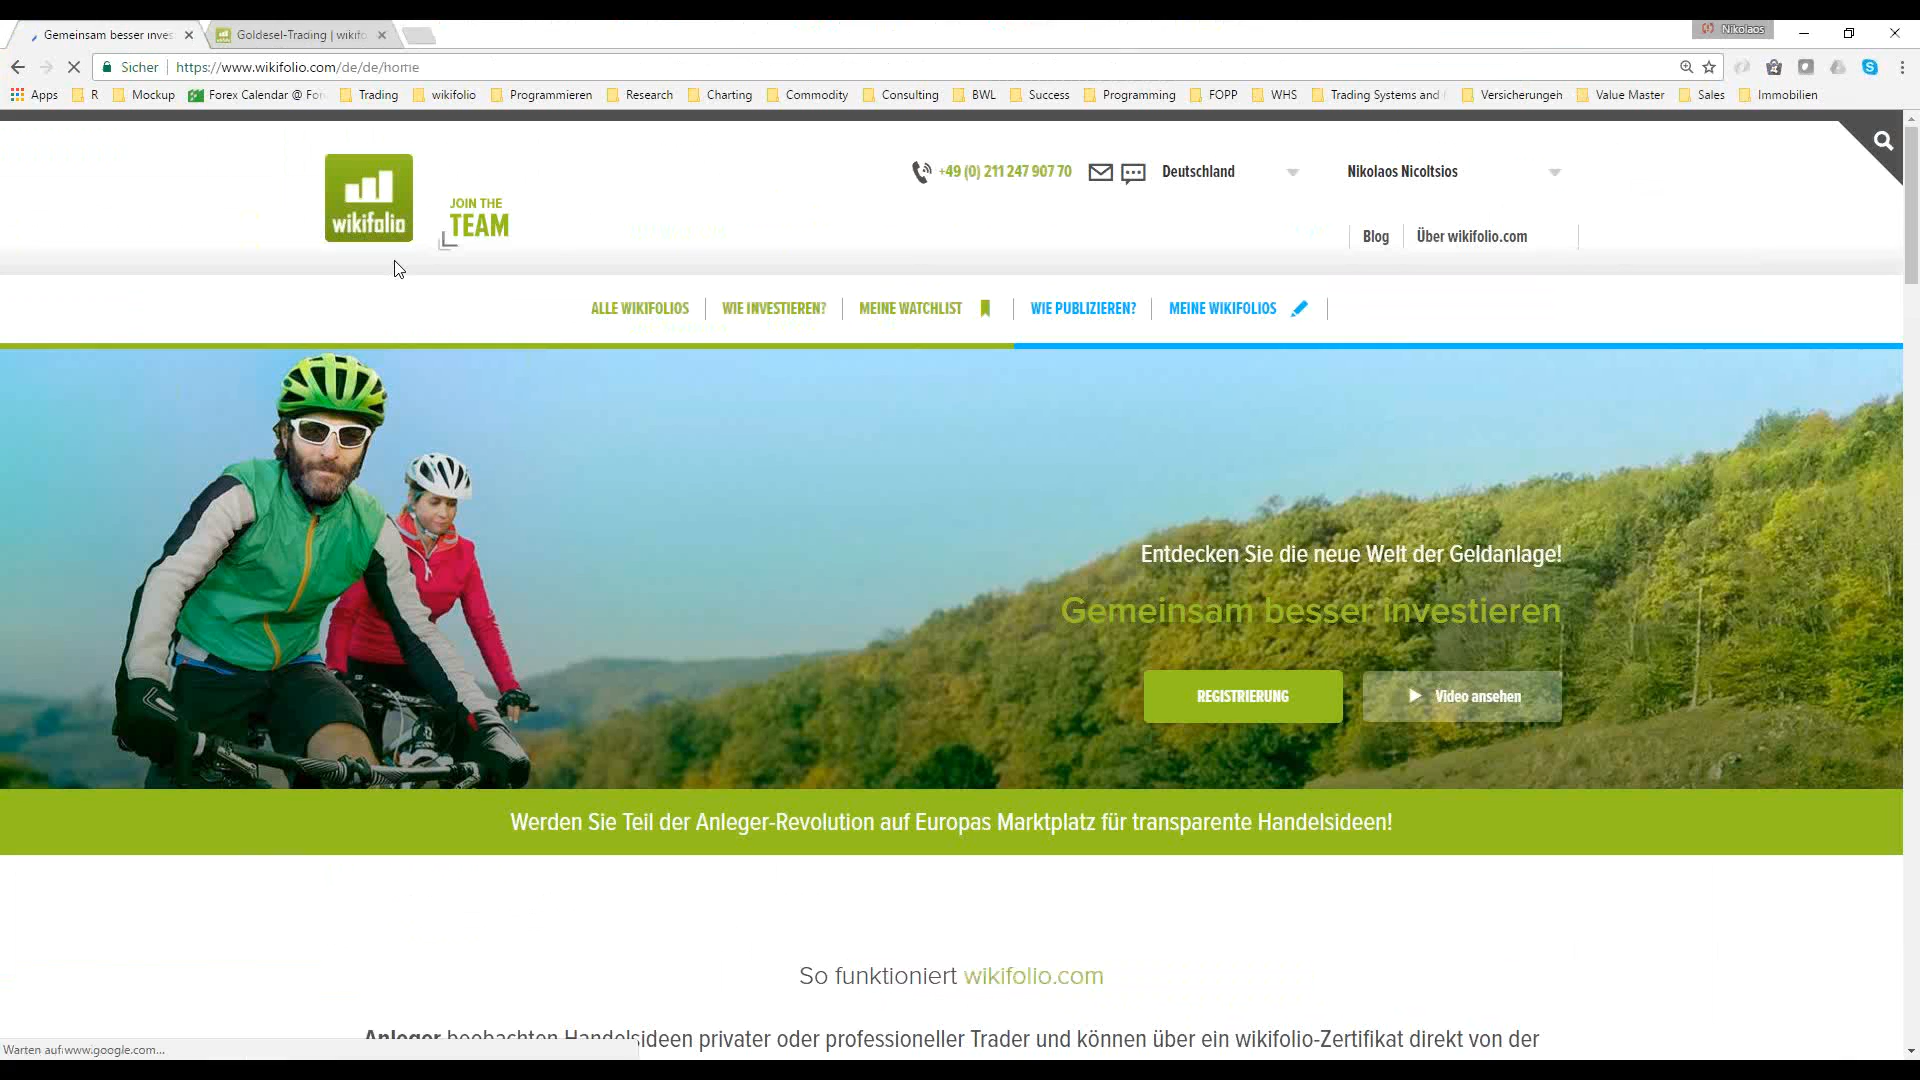 Gemeinsam besser inves
Goldesel-Trading | wikifo
Nikolaos
Sicher
https://www.wikifolio.com/de/de/home
Apps
R
Mockup
Forex Calendar @ For
Trading
wikifolio
Programmieren
Research
Charting
Commodity
Consulting
BWL
Success
Programming
FOPP
WHS
Trading Systems and
Versicherungen
Value Master
Sales
Immobilien
wikifolio
JOIN THE
TEAM
+49 (0) 211 247 907 70
Deutschland
Nikolaos Nicoltsios
Blog
Über wikifolio.com
ALLE WIKIFOLIOS
WIE INVESTIEREN?
MEINE WATCHLIST
WIE PUBLIZIEREN?
MEINE WIKIFOLIOS
Entdecken Sie die neue Welt der Geldanlage!
Gemeinsam besser investieren
REGISTRIERUNG
Video ansehen
Werden Sie Teil der Anleger-Revolution auf Europas Marktplatz für transparente Handelsideen!
So funktioniert wikifolio.com
Anleger beobachten Handelsideen privater oder professioneller Trader und können über ein wikifolio-Zertifikat direkt von der
Warten auf www.google.com...